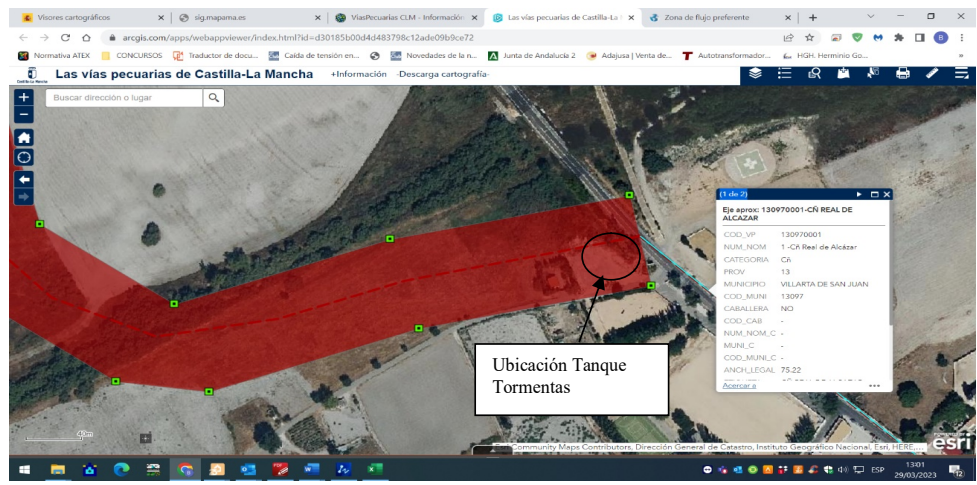 Visores cartográficos
sig.mapama.es
ViasPecuarias CLM - Información
Las vías pecuarias de Castilla-La
Zona de flujo preferente
arcgis.com/apps/webappviewer/index.html?id=d30185b00d4d483798c12ade09b9ce72
Normativa ATEX
CONCURSOS
Traductor de docu...
Caída de tensión en...
Novedades de la n...
Junta de Andalucía 2
Adajusa | Venta de...
Autotransformador...
HGH. Herminio Go...
Las vías pecuarias de Castilla-La Mancha +Información -Descarga cartografía-
Buscar dirección o lugar
(1 de 2)
Eje aprox: 130970001-CÑ REAL DE
ALCAZAR
COD_VP 130970001
NUM_NOM 1 -Cñ Real de Alcázar
CATEGORIA Cñ
PROV 13
MUNICIPIO VILLARTA DE SAN JUAN
COD_MUNI 13097
CABALLERA NO
COD_CAB -
NUM_NOM_C -
MUNI_C -
COD_MUNI_C -
ANCH_LEGAL 75.22
Acercar a
Ubicación Tanque
Tormentas
40m
Community Maps Contributors, Dirección General de Catastro, Instituto Geográfico Nacional, Esri, HERE,
esri
ESP
13:01
29/03/2023
12